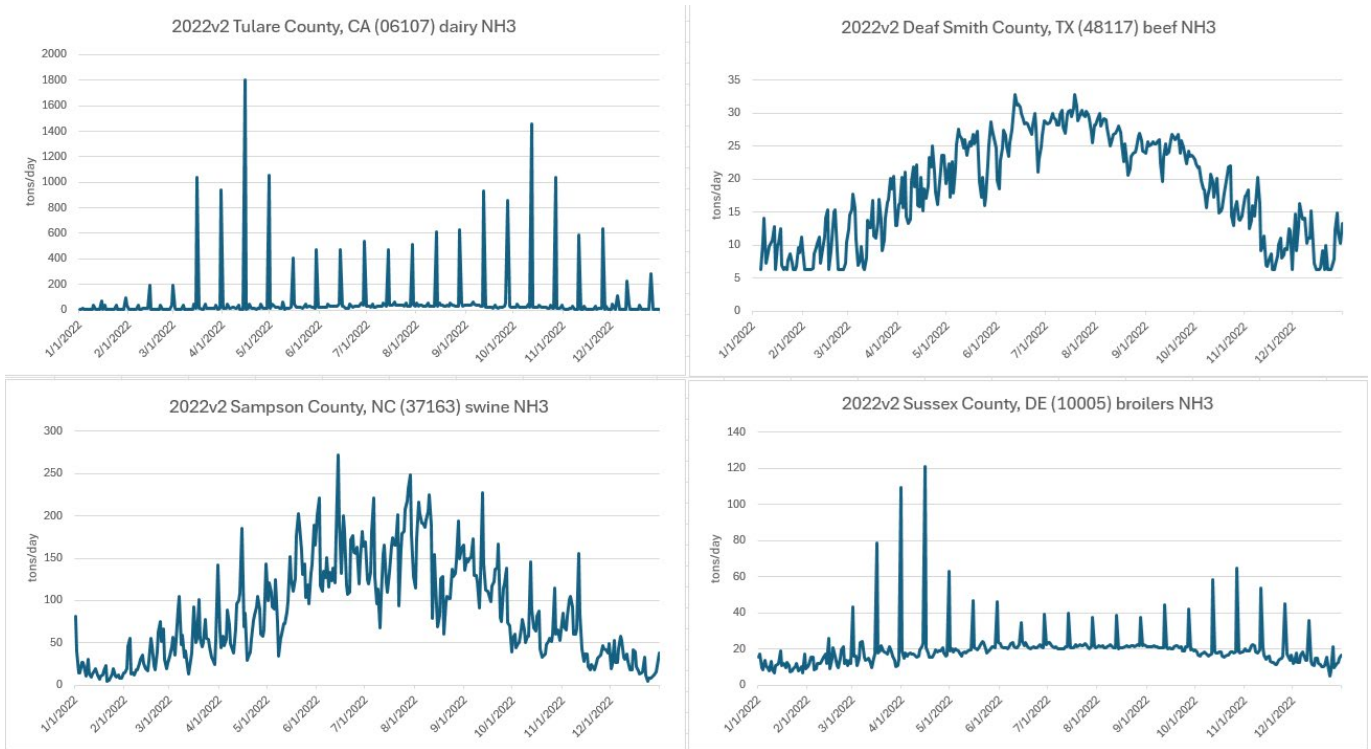 2022v2 Tulare County, CA (06107) dairy NH3
tons/day
2000
1800
1600
1400
1200
1000
800
600
400
200
0
1/1/2022 2/1/2022 3/1/2022 4/1/2022 5/1/2022 6/1/2022 7/1/2022 8/1/2022 9/1/2022 10/1/2022 11/1/2022 12/1/2022
2022v2 Deaf Smith County, TX (48117) beef NH3
tons/day
35
30
25
20
15
10
5
0
1/1/2022 2/1/2022 3/1/2022 4/1/2022 5/1/2022 6/1/2022 7/1/2022 8/1/2022 9/1/2022 10/1/2022 11/1/2022 12/1/2022
2022v2 Sampson County, NC (37163) swine NH3
tons/day
300
250
200
150
100
50
0
1/1/2022 2/1/2022 3/1/2022 4/1/2022 5/1/2022 6/1/2022 7/1/2022 8/1/2022 9/1/2022 10/1/2022 11/1/2022 12/1/2022
2022v2 Sussex County, DE (10005) broilers NH3
tons/day
140
120
100
80
60
40
20
0
1/1/2022 2/1/2022 3/1/2022 4/1/2022 5/1/2022 6/1/2022 7/1/2022 8/1/2022 9/1/2022 10/1/2022 11/1/2022 12/1/2022